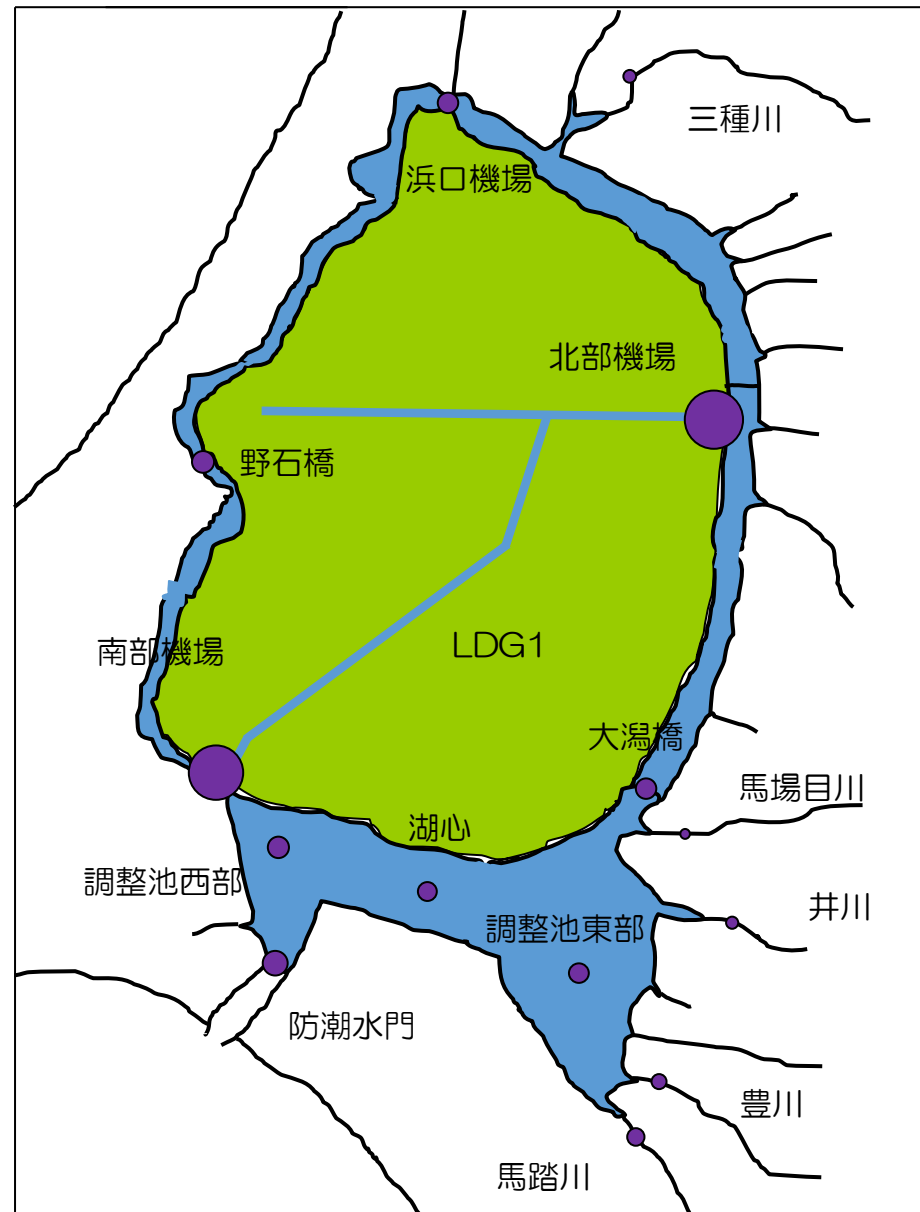 三種川
浜口機場
北部機場
野石橋
南部機場
LDG1
大潟橋
馬場目川
湖心
調整池西部
井川
調整池東部
防潮水門
豊川
馬踏川